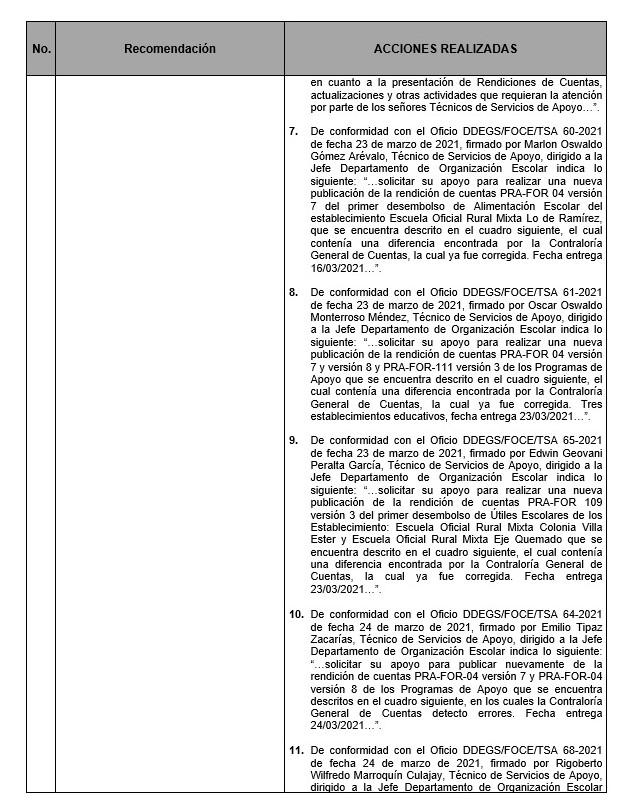 No.
Recomendación
ACCIONES REALIZADAS
en cuanto a la presentación de Rendiciones de Cuentas,
actualizaciones y otras actividades que requieran la atención
por parte de los señores Técnicos de Servicios de Apoyo…”.
7. De conformidad con el Oficio DDEGS/FOCE/TSA 60-2021
de fecha 23 de marzo de 2021, firmado por Marlon Oswaldo
Gómez Arévalo, Técnico de Servicios de Apoyo, dirigido a la
Jefe Departamento de Organización Escolar indica lo
siguiente: “…solicitar su apoyo para realizar una nueva
publicación de la rendición de cuentas PRA-FOR 04 versión
7 del primer desembolso de Alimentación Escolar del
establecimiento Escuela Oficial Rural Mixta Lo de Ramírez,
que se encuentra descrito en el cuadro siguiente, el cual
contenía una diferencia encontrada por la Contraloría
General de Cuentas, la cual ya fue corregida. Fecha entrega
16/03/2021…”.
8. De conformidad con el Oficio DDEGS/FOCE/TSA 61-2021
de fecha 23 de marzo de 2021, firmado por Oscar Oswaldo
Monterroso Méndez, Técnico de Servicios de Apoyo, dirigido
a la Jefe Departamento de Organización Escolar indica lo
siguiente: “…solicitar su apoyo para realizar una nueva
publicación de la rendición de cuentas PRA-FOR 04 versión
7 y versión 8 y PRA-FOR-111 versión 3 de los Programas de
Apoyo que se encuentra descrito en el cuadro siguiente, el
cual contenía una diferencia encontrada por la Contraloría
General de Cuentas, la cual ya fue corregida. Tres
establecimientos educativos, fecha entrega 23/03/2021…”.
9. De conformidad con el Oficio DDEGS/FOCE/TSA 65-2021
de fecha 23 de marzo de 2021, firmado por Edwin Geovani
Peralta García, Técnico de Servicios de Apoyo, dirigido a la
Jefe Departamento de Organización Escolar indica lo
siguiente: “…solicitar su apoyo para realizar una nueva
publicación de la rendición de cuentas PRA-FOR 109
versión 3 del primer desembolso de Útiles Escolares de los
Establecimiento: Escuela Oficial Rural Mixta Colonia Villa
Ester y Escuela Oficial Rural Mixta Eje Quemado que se
encuentra descrito en el cuadro siguiente, el cual contenía
una diferencia encontrada por la Contraloría General de
Cuentas, la cual ya fue corregida. Fecha entrega
23/03/2021…”.
10. De conformidad con el Oficio DDEGS/FOCE/TSA 64-2021
de fecha 24 de marzo de 2021, firmado por Emilio Tipaz
Zacarías, Técnico de Servicios de Apoyo, dirigido a la Jefe
Departamento de Organización Escolar indica lo siguiente:
“…solicitar su apoyo para publicar nuevamente de la
rendición de cuentas PRA-FOR-04 versión 7 y PRA-FOR-04
versión 8 de los Programas de Apoyo que se encuentra
descritos en el cuadro siguiente, en los cuales la Contraloría
General de Cuentas detecto errores. Fecha entrega
24/03/2021…”.
11. De conformidad con el Oficio DDEGS/FOCE/TSA 68-2021
de fecha 24 de marzo de 2021, firmado por Rigoberto
Wilfredo Marroquín Culajay, Técnico de Servicios de Apoyo,
dirigido a la Jefe Departamento de Organización Escolar